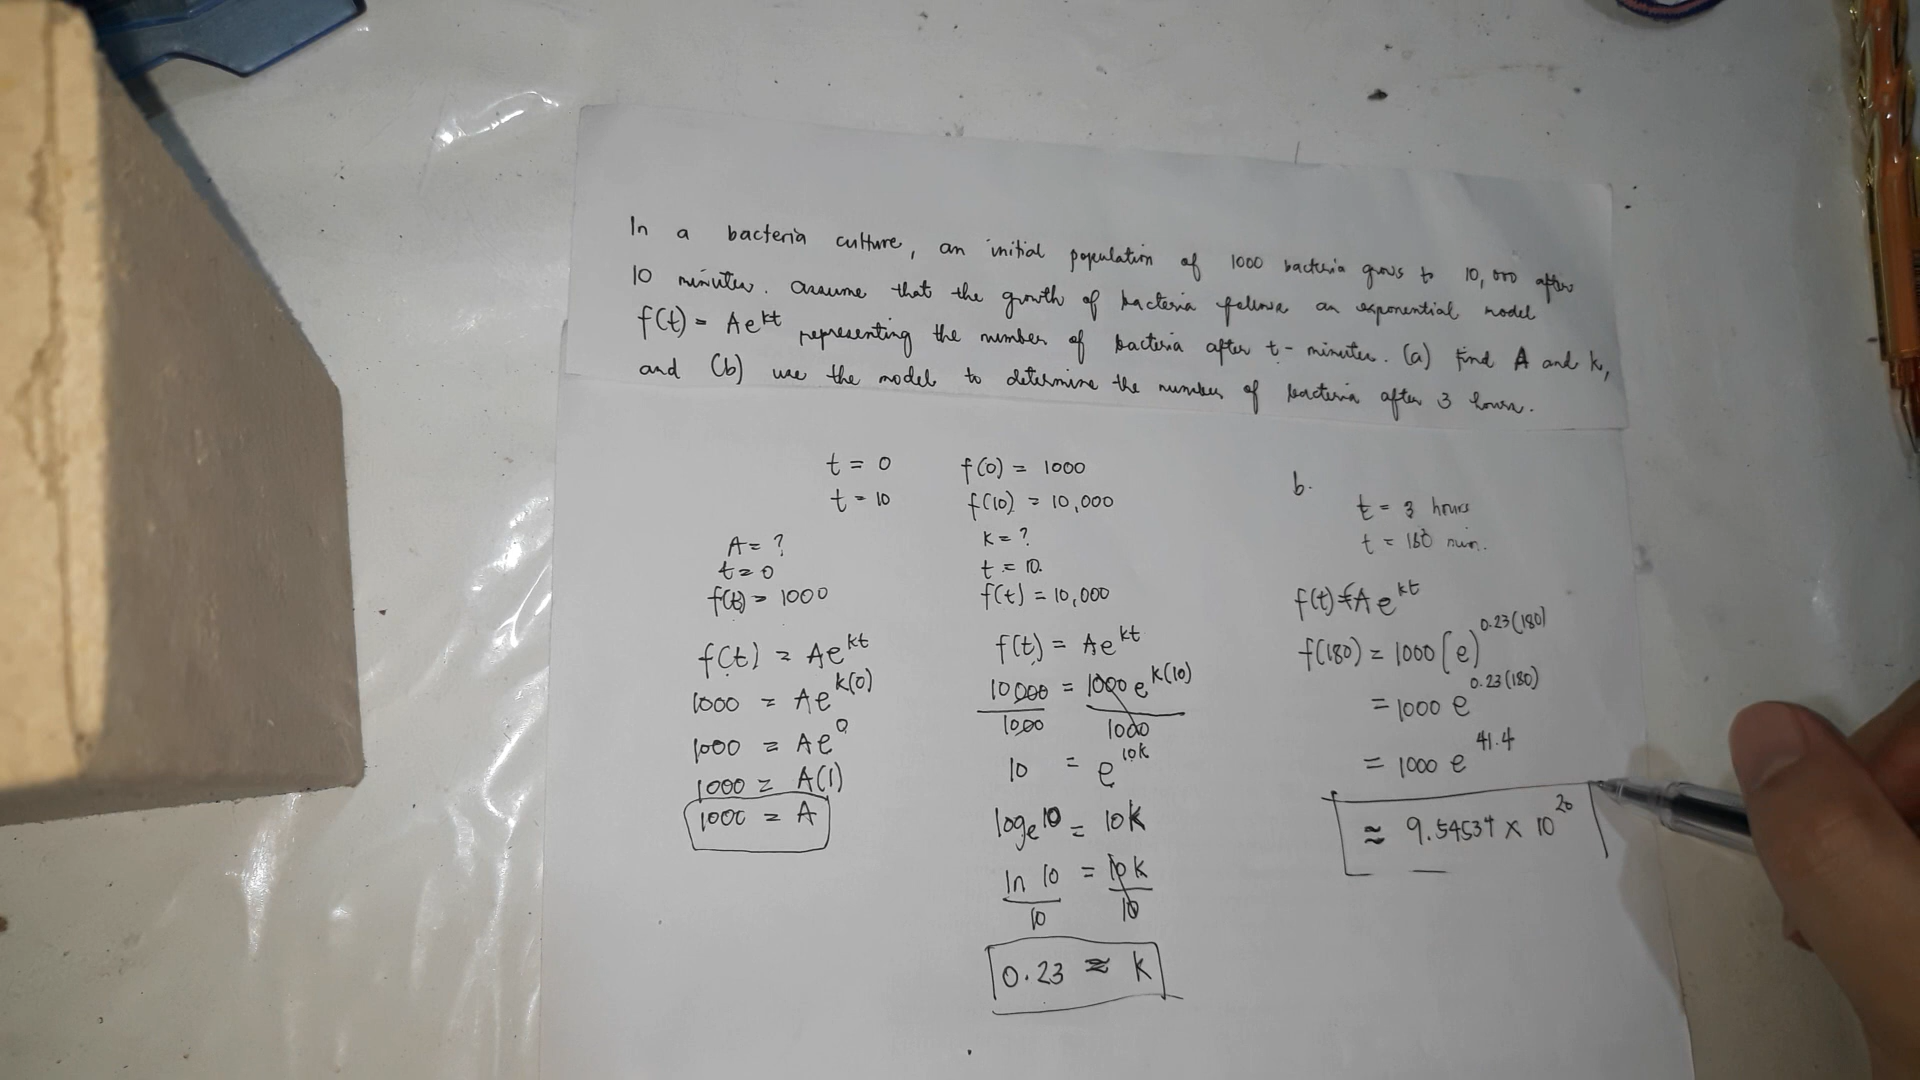 In a bacteria culture, an initial population of 1000 bacteria grows to 10,000 after
10 minutes. Assume that the growth of bacteria follows an exponential model
f(t) = Ae^kt representing the number of bacteria after t-minutes. (a) Find A and k,
and (b) use the model to determine the number of bacteria after 3 hours.
t = 0 f(0) = 1000
t = 10 f(10) = 10,000
A = ?
t = 0
f(t) = 1000
f(t) = Ae^kt
1000 = Ae^k(0)
1000 = Ae^0
1000 = A(1)
1000 = A
k = ?
t = 10.
f(t) = 10,000
f(t) = Ae^kt
10000 = 1000 e^k(10)
1000 1000
10 = e^10k
log_e 10 = 10k
ln 10 = 10k
10 10
0.23 ≈ k
b.
t = 3 hours
t = 180 min.
f(t) = Ae^kt
f(180) = 1000 (e)^0.23(180)
= 1000 e^0.23(180)
= 1000 e^41.4
≈ 9.54534 × 10^20